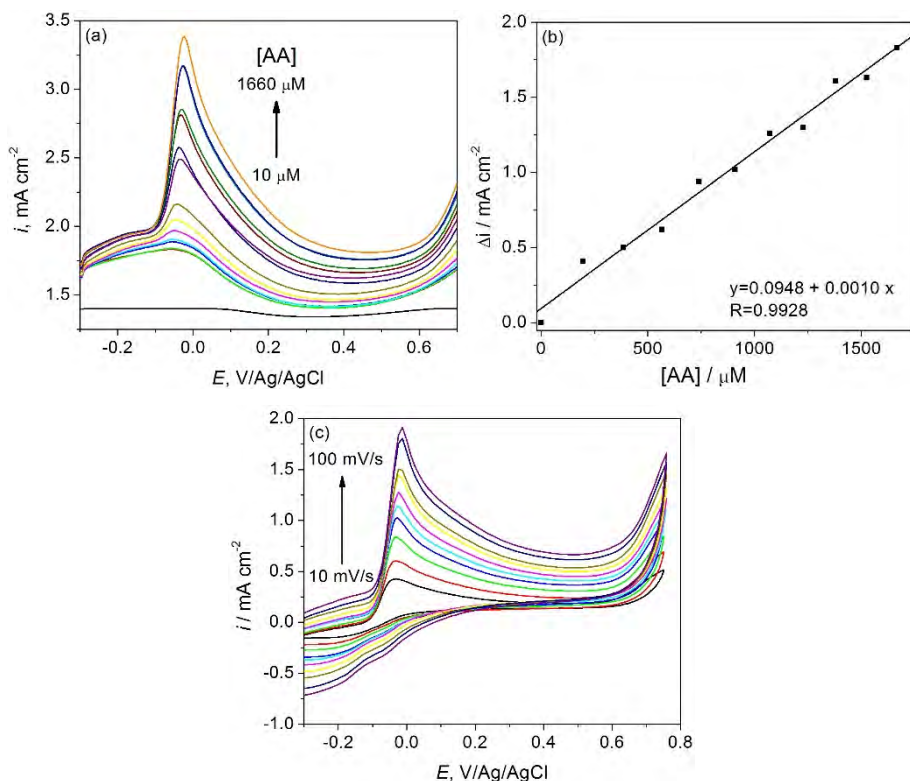 (a)
[AA]
1660 μM
10 μM
3.5
3.0
2.5
2.0
1.5
i, mA cm-2
-0.2
0.0
0.2
0.4
0.6
E, V/Ag/AgCl
(b)
2.0
1.5
1.0
0.5
0.0
Δi / mA cm-2
y=0.0948 + 0.0010 x
R=0.9928
0
500
1000
1500
[AA] / μM
(c)
100 mV/s
10 mV/s
2.0
1.5
1.0
0.5
0.0
-0.5
-1.0
i / mA cm-2
-0.2
0.0
0.2
0.4
0.6
0.8
E, V/Ag/AgCl